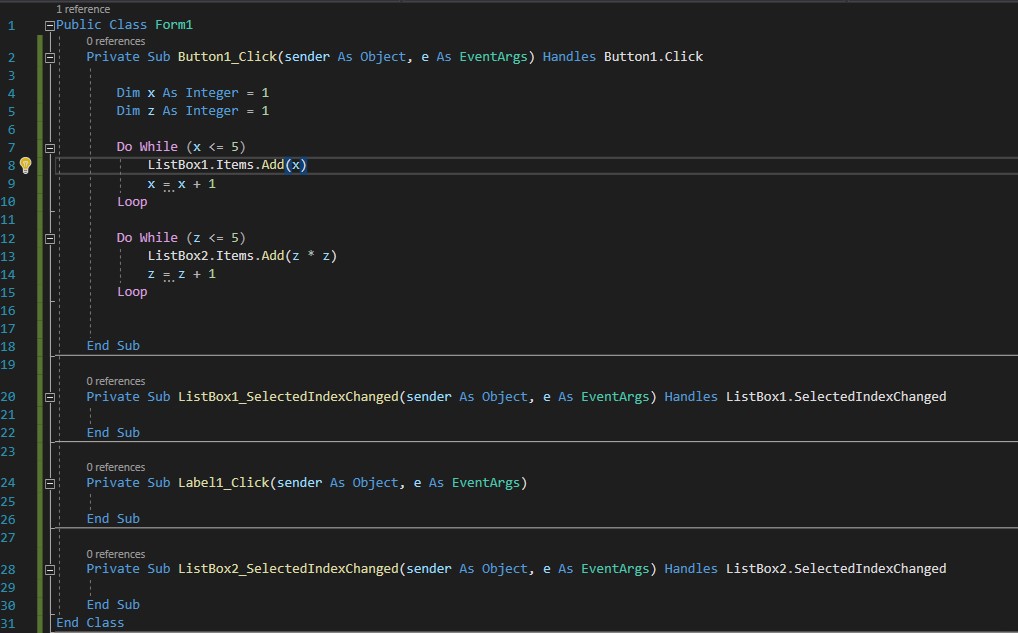 1 reference
1 Public Class Form1
0 references
2 Private Sub Button1_Click(sender As Object, e As EventArgs) Handles Button1.Click
3
4 Dim x As Integer = 1
5 Dim z As Integer = 1
6
7 Do While (x <= 5)
8 ListBox1.Items.Add(x)
9 x = x + 1
10 Loop
11
12 Do While (z <= 5)
13 ListBox2.Items.Add(z * z)
14 z = z + 1
15 Loop
16
17
18 End Sub
19
0 references
20 Private Sub ListBox1_SelectedIndexChanged(sender As Object, e As EventArgs) Handles ListBox1.SelectedIndexChanged
21
22 End Sub
23
0 references
24 Private Sub Label1_Click(sender As Object, e As EventArgs)
25
26 End Sub
27
0 references
28 Private Sub ListBox2_SelectedIndexChanged(sender As Object, e As EventArgs) Handles ListBox2.SelectedIndexChanged
29
30 End Sub
31 End Class